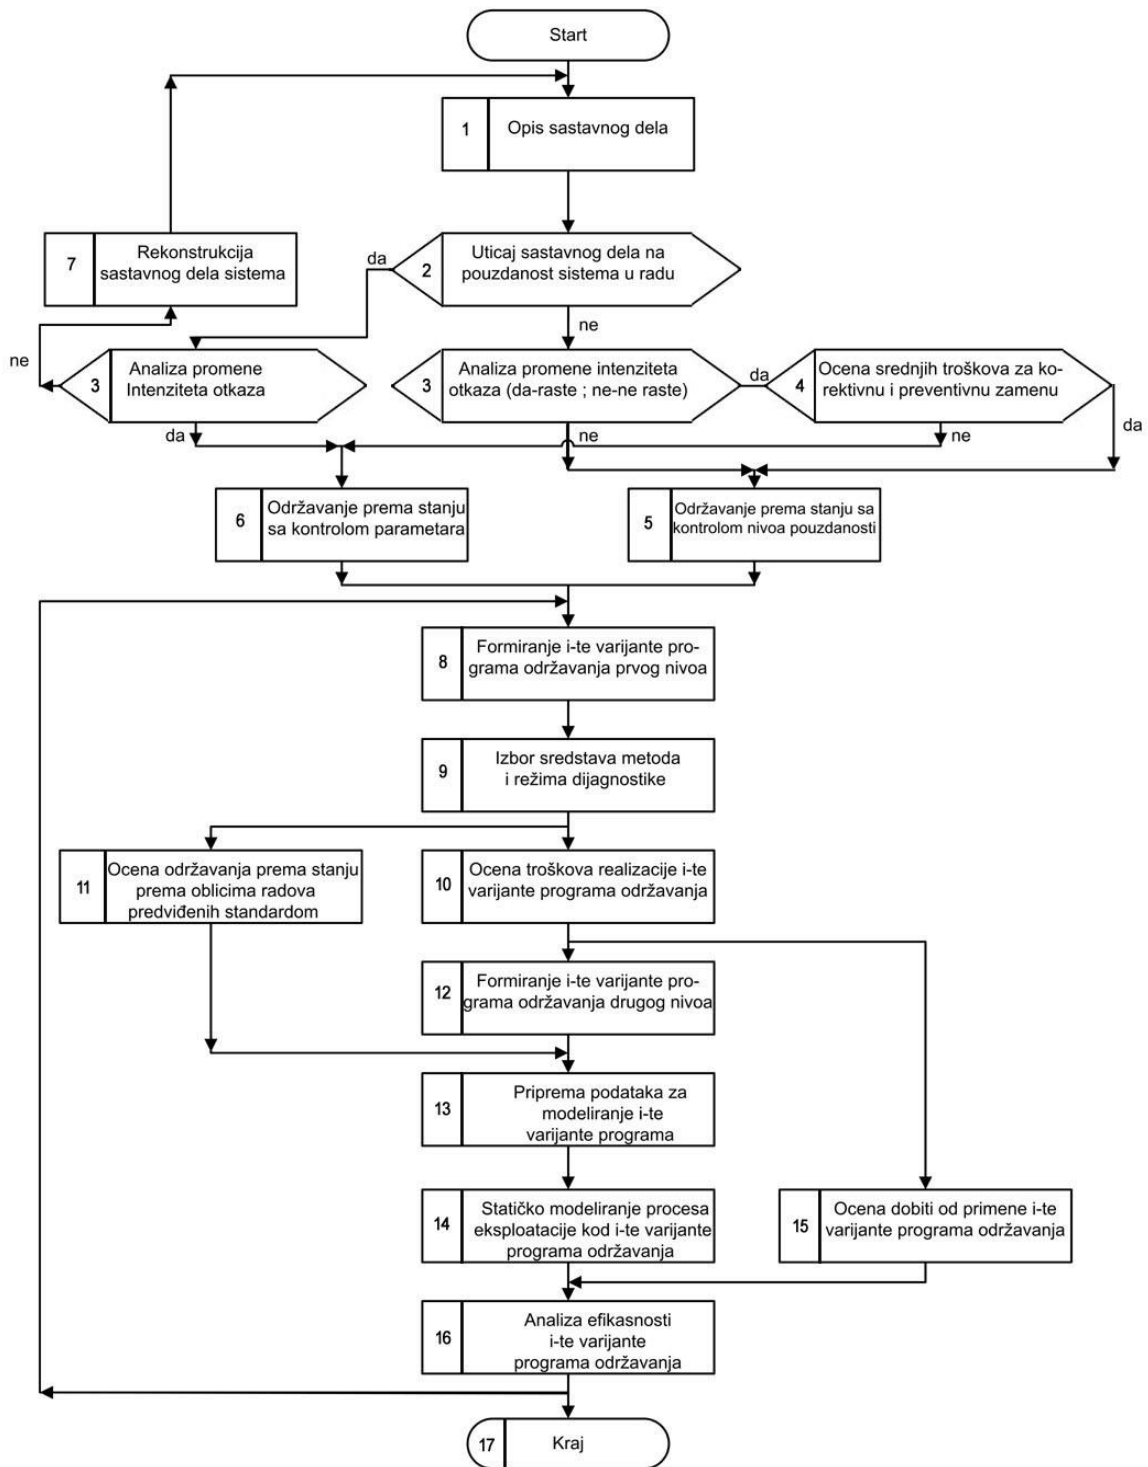 Start
1
Opis sastavnog dela
7
Rekonstrukcija
sastavnog dela sistema
da
2
Uticaj sastavnog dela na
pouzdanost sistema u radu
ne
ne
3
Analiza promene
Intenziteta otkaza
da
3
Analiza promene intenziteta
otkaza (da-raste ; ne-ne raste)
da
ne
4
Ocena srednjih troškova za ko-
rektivnu i preventivnu zamenu
ne
da
6
Održavanje prema stanju
sa kontrolom parametara
5
Održavanje prema stanju sa
kontrolom nivoa pouzdanosti
8
Formiranje i-te varijante pro-
grama održavanja prvog nivoa
9
Izbor sredstava metoda
i režima dijagnostike
11
Ocena održavanja prema stanju
prema oblicima radova
predviđenih standardom
10
Ocena troškova realizacije i-te
varijante programa održavanja
12
Formiranje i-te varijante pro-
grama održavanja drugog nivoa
13
Priprema podataka za
modeliranje i-te
varijante programa
14
Statičko modeliranje procesa
eksploatacije kod i-te varijante
programa održavanja
15
Ocena dobiti od primene i-te
varijante programa održavanja
16
Analiza efikasnosti
i-te varijante
programa održavanja
17
Kraj